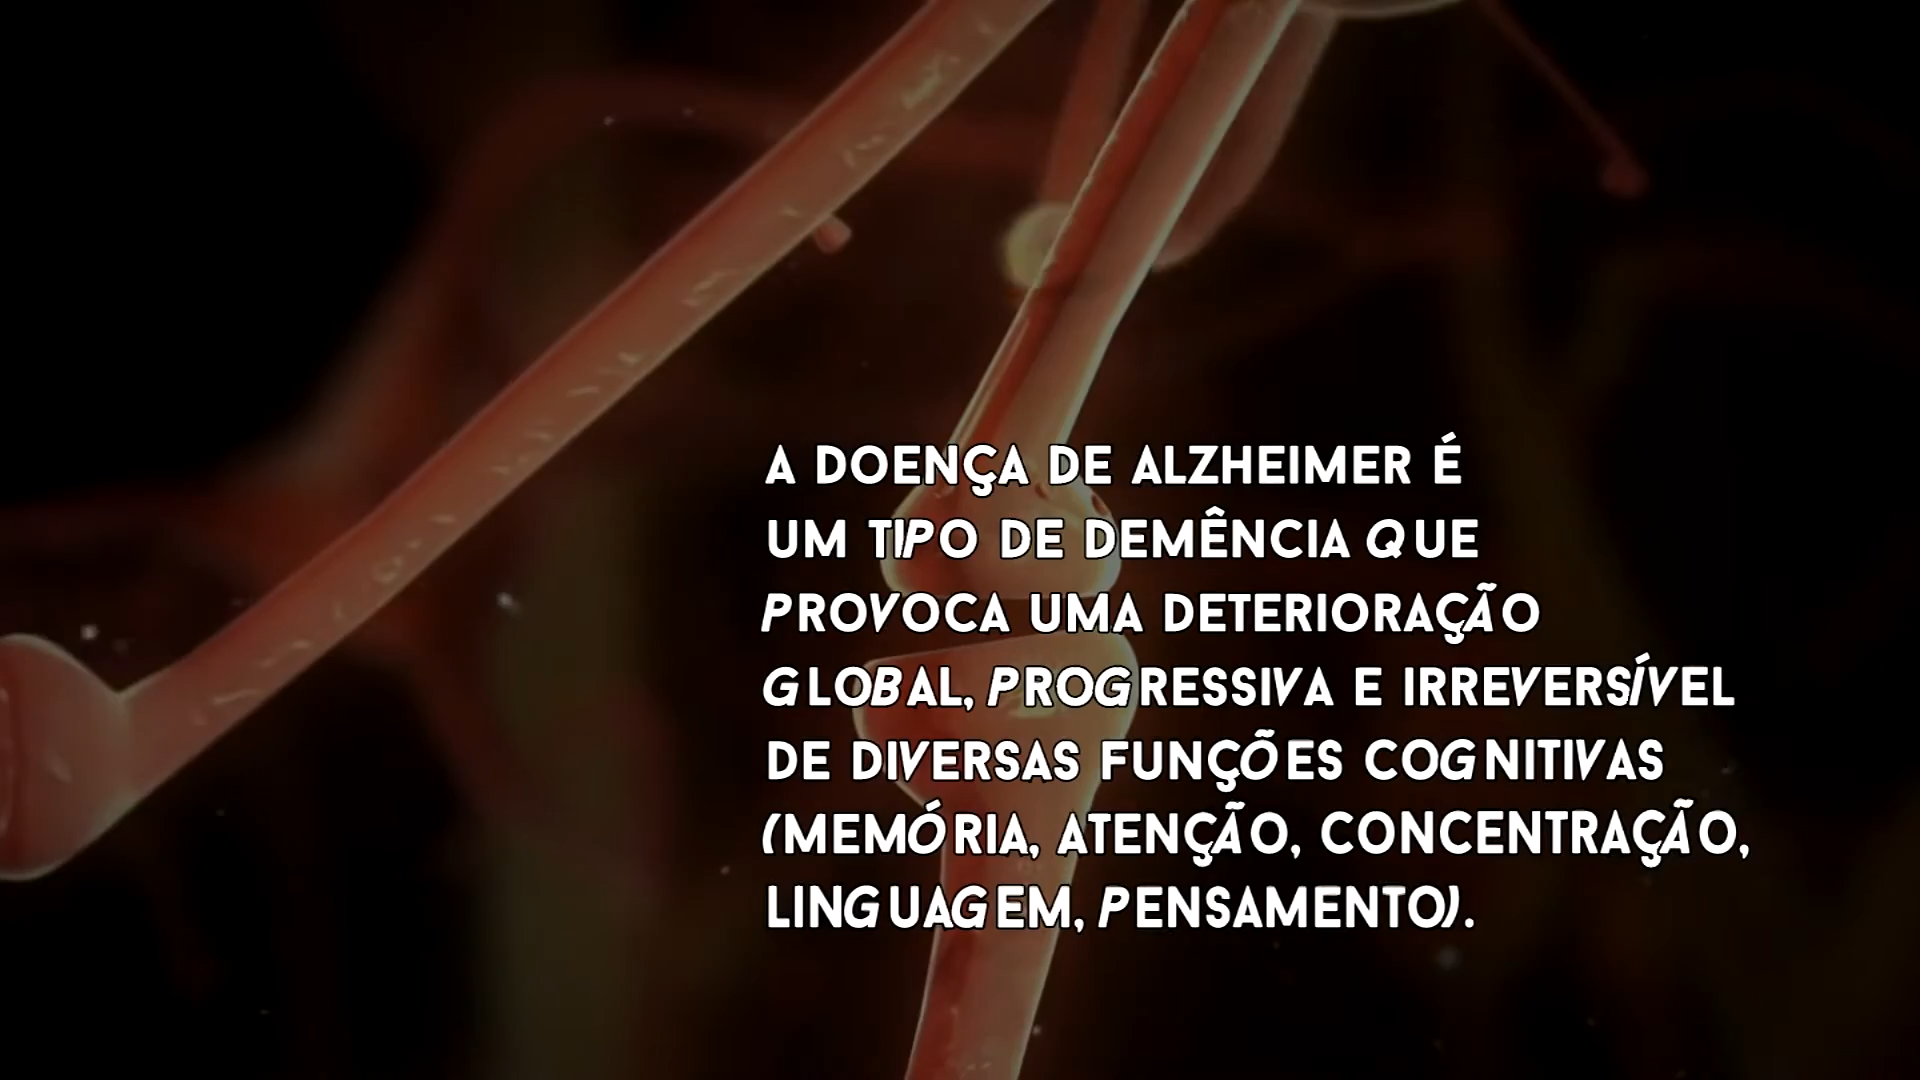 A DOENÇA DE ALZHEIMER É
UM TIPO DE DEMÊNCIA QUE
PROVOCA UMA DETERIORAÇÃO
GLOBAL, PROGRESSIVA E IRREVERSÍVEL
DE DIVERSAS FUNÇÕES COGNITIVAS
(MEMÓRIA, ATENÇÃO, CONCENTRAÇÃO,
LINGUAGEM, PENSAMENTO).